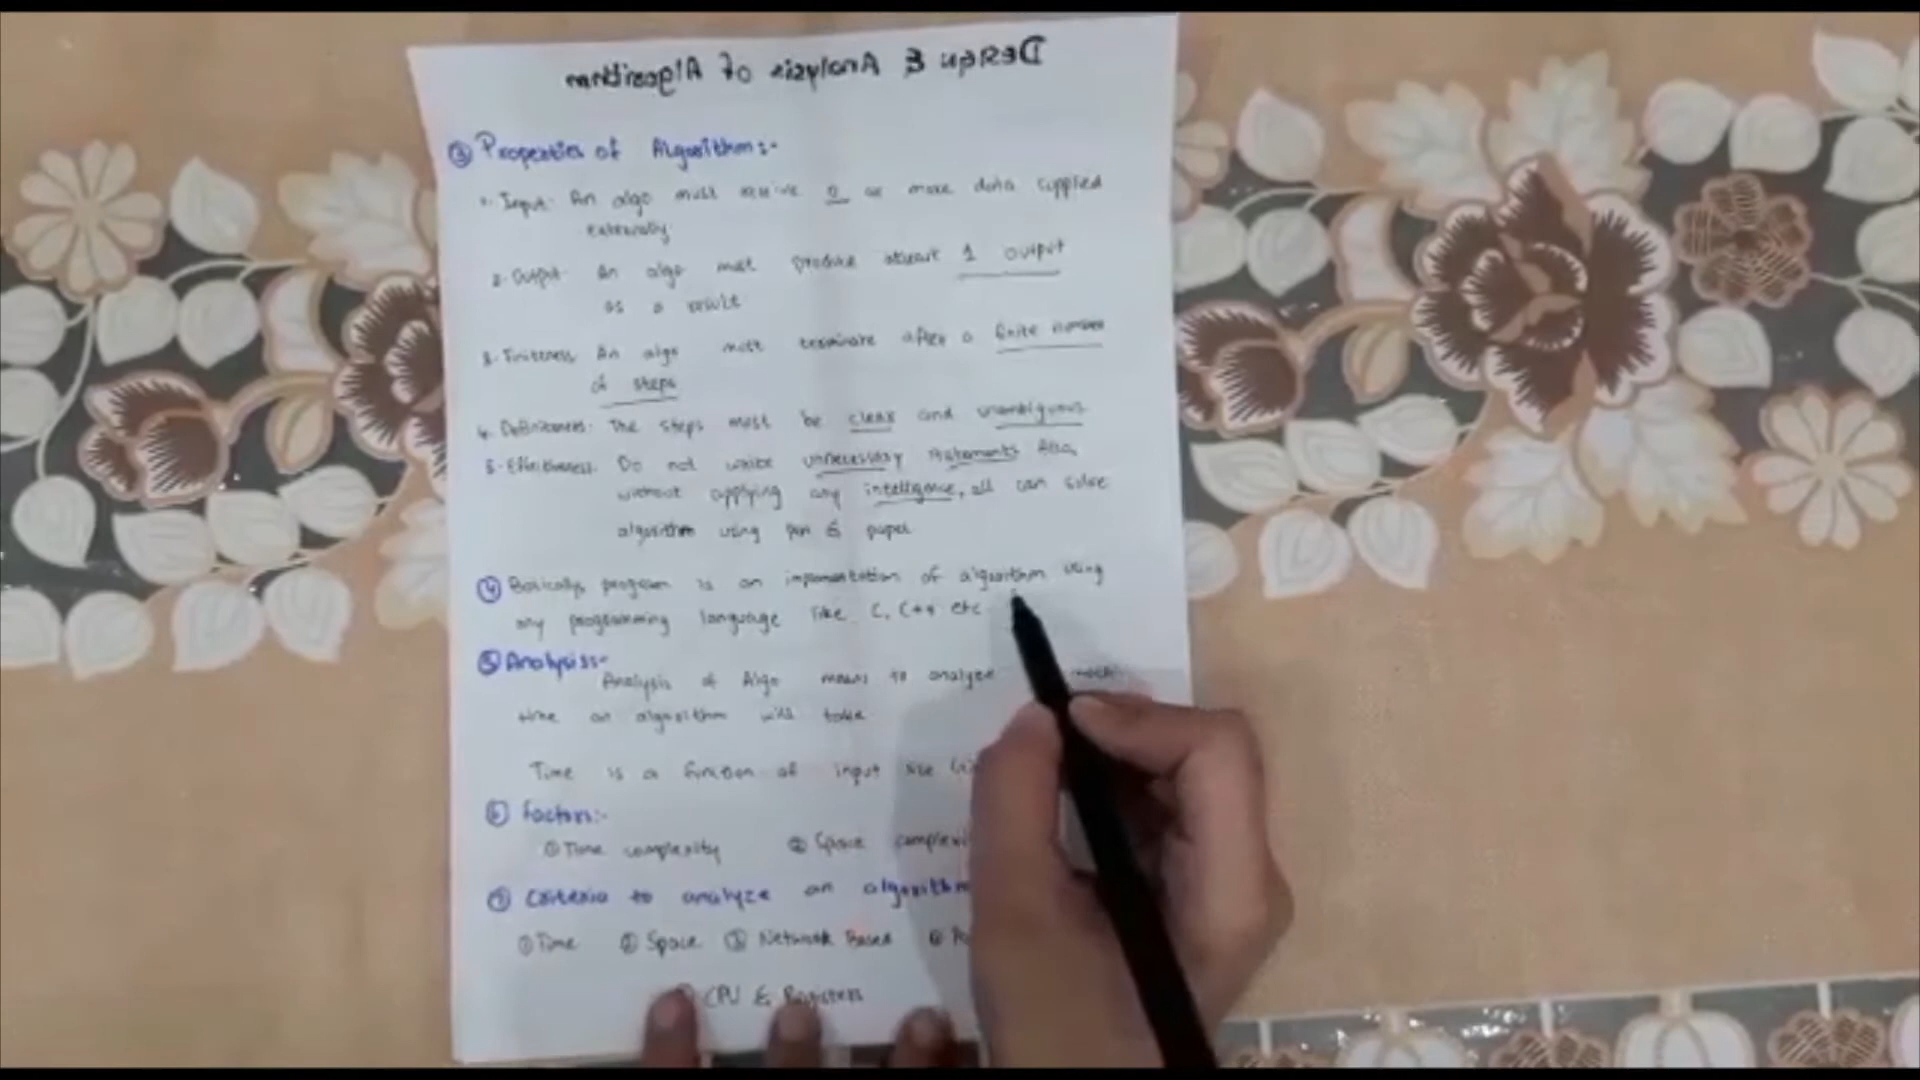 Design & Analysis of Algorithm
③ Properties of Algorithm:-
1. Input: An algo must receive 0 or more data supplied
externally
2. Output: An algo must produce atleast 1 output
as a result
3. Finiteness An algo must terminate after a finite number
of steps
4. Definiteness: The steps must be clear and unambiguous
5. Effectiveness Do not write unnecessary statements Also,
without applying any intelligence, all can solve
algorithm using pen & paper
④ Basically, program is an of algorithm using
any programming language like C, C++ etc
⑤ Analysis:-
Analysis of Algo means to analyze much
time an algorithm will take
Time is a function of input size
⑥ Factors:-
① Time complexity ② Space
⑦ Criteria to analyze an algorithm
① Time ② Space ③ Network Based ④
CPU & Registers